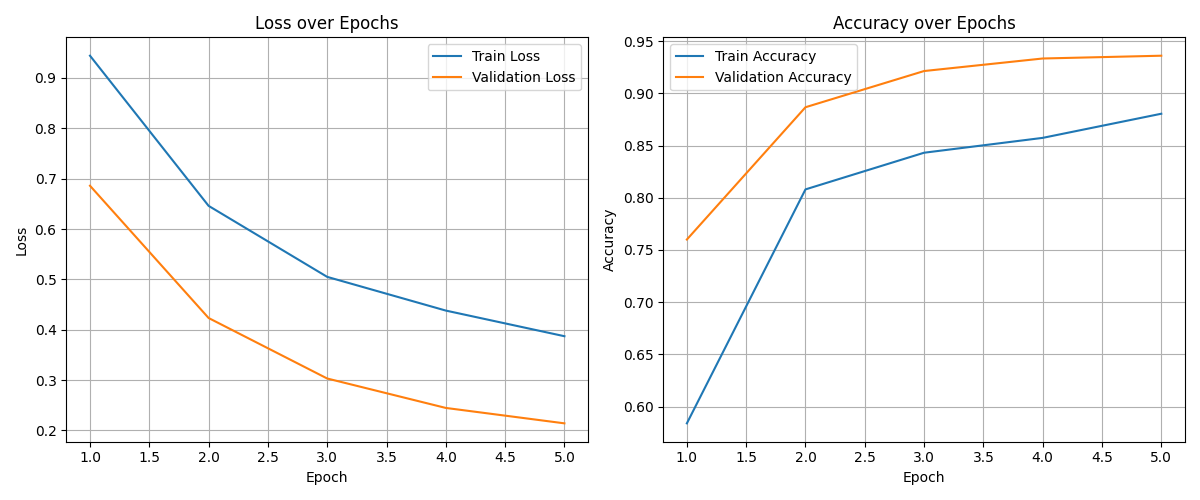 Loss over Epochs
Train Loss
Validation Loss
0.9
0.8
0.7
0.6
0.5
0.4
0.3
0.2
Loss
1.0 1.5 2.0 2.5 3.0 3.5 4.0 4.5 5.0
Epoch
Accuracy over Epochs
Train Accuracy
Validation Accuracy
0.95
0.90
0.85
0.80
0.75
0.70
0.65
0.60
Accuracy
1.0 1.5 2.0 2.5 3.0 3.5 4.0 4.5 5.0
Epoch